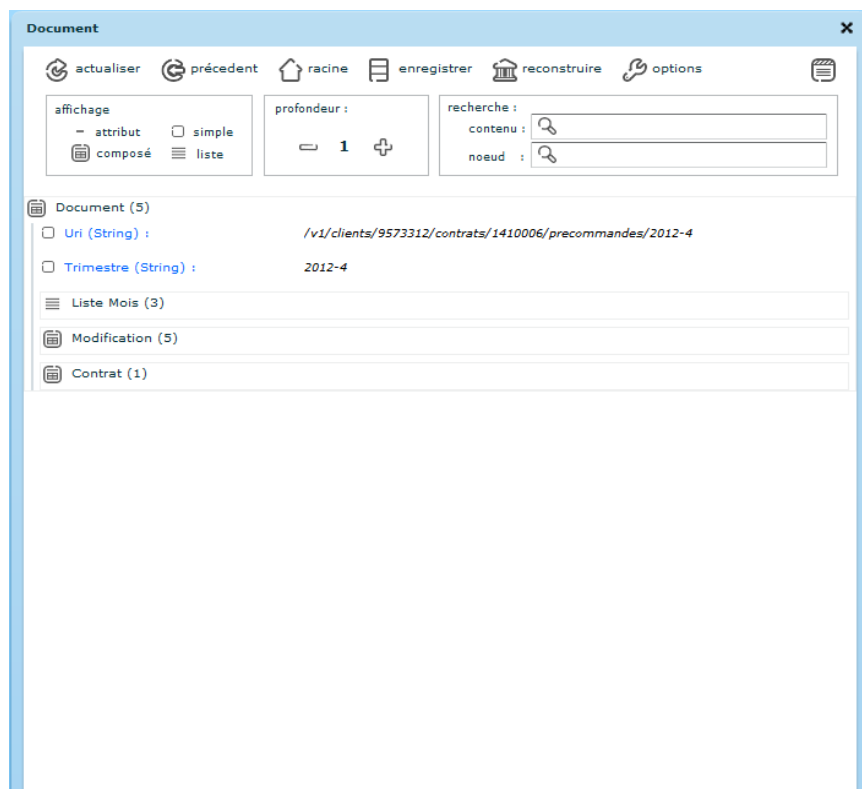 Document
actualiser précedent racine enregistrer reconstruire options
affichage
attribut simple
composé liste
profondeur :
1
recherche :
contenu :
noeud :
Document (5)
Uri (String) : /v1/clients/9573312/contrats/1410006/precommandes/2012-4
Trimestre (String) : 2012-4
Liste Mois (3)
Modification (5)
Contrat (1)